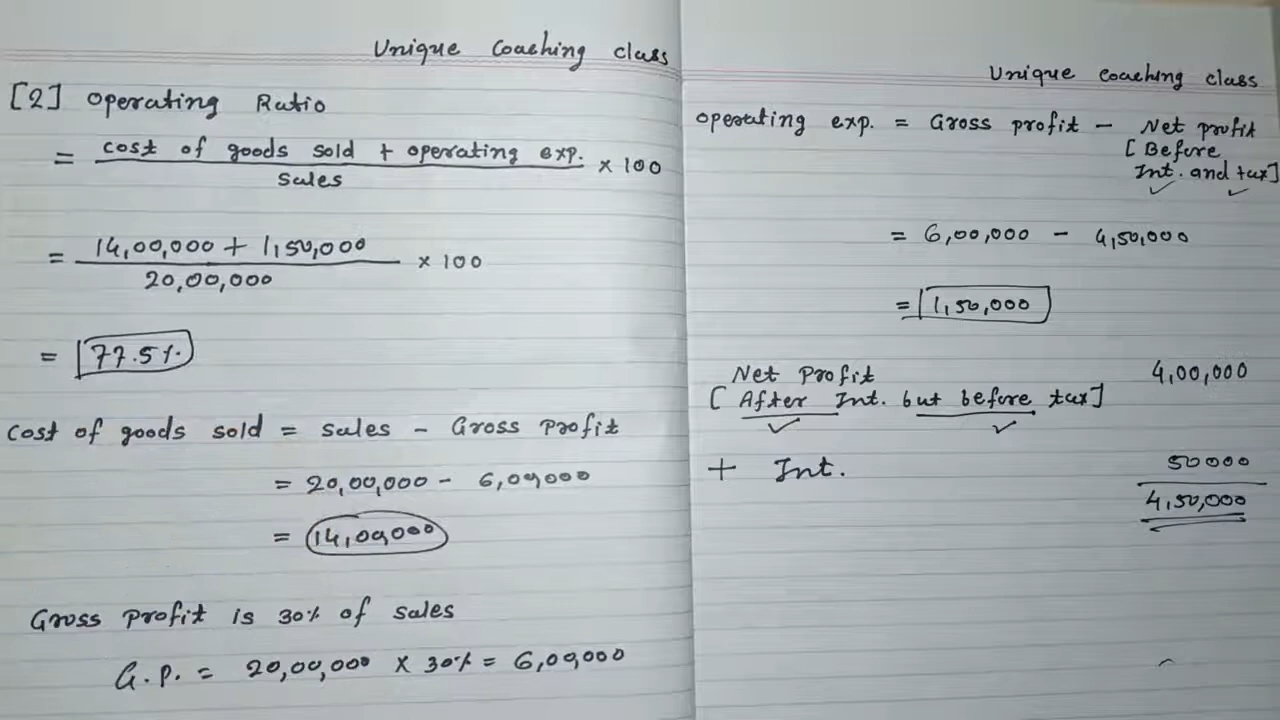 Unique Coaching class
[2] Operating Ratio
= cost of goods sold + operating exp. × 100
sales
= 14,00,000 + 1,50,000 × 100
20,00,000
= 77.5%
Cost of goods sold = sales - Gross Profit
= 20,00,000 - 6,00,000
= 14,00,000
Gross Profit is 30% of sales
G.P. = 20,00,000 × 30% = 6,00,000
Unique coaching class
operating exp. = Gross profit - Net profit
[Before
Int. and tax]
= 6,00,000 - 4,50,000
= 1,50,000
Net Profit 4,00,000
[After Int. but before tax]
+ Int. 50000
4,50,000